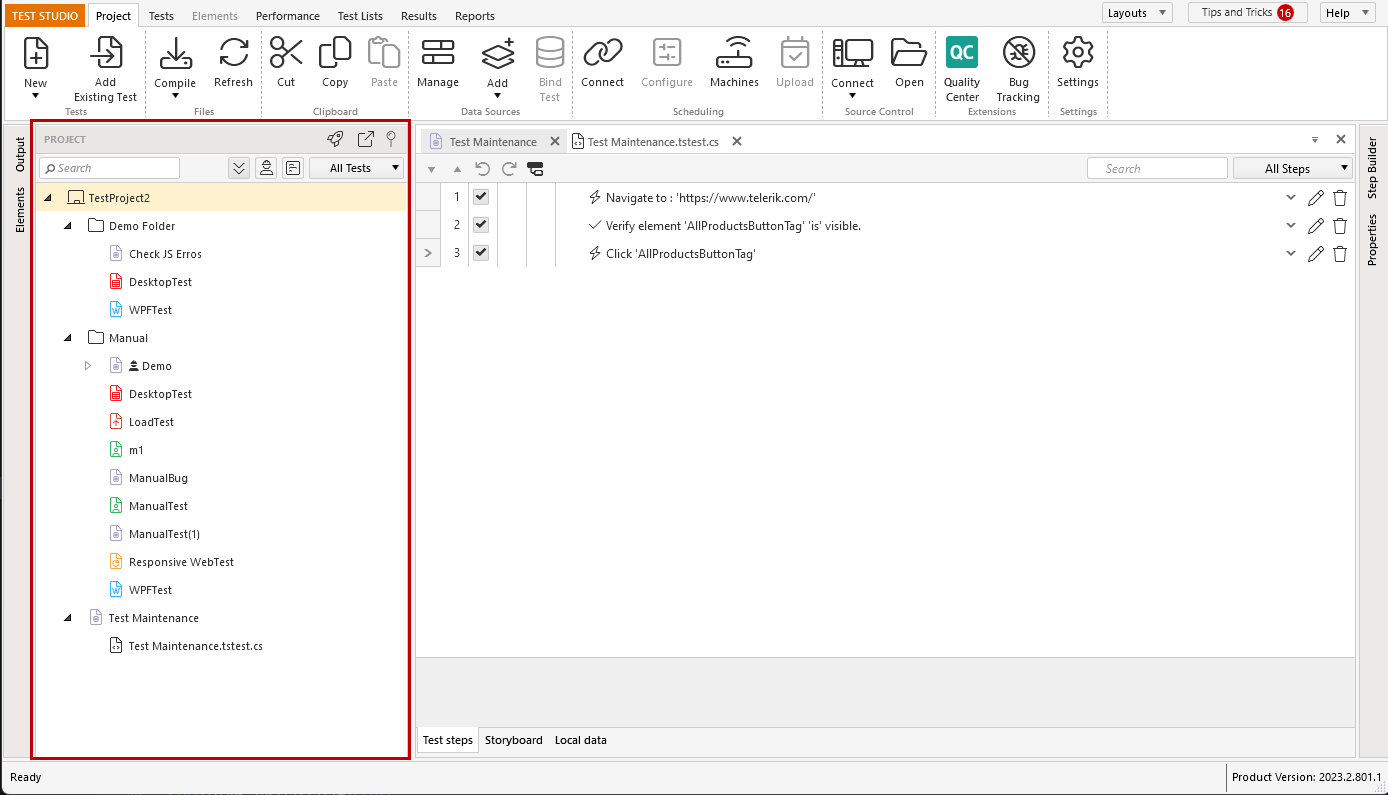 TEST STUDIO Project Tests Elements Performance Test Lists Results Reports Layouts Tips and Tricks 16 Help
New Add Existing Test Compile Refresh Cut Copy Paste Manage Add Bind Test Connect Configure Machines Upload Connect Open QC Quality Center Bug Tracking Settings
Tests Files Clipboard Data Sources Scheduling Source Control Extensions Settings
Output
Elements
PROJECT
Search All Tests
TestProject2
Demo Folder
Check JS Erros
DesktopTest
WPFTest
Manual
Demo
DesktopTest
LoadTest
m1
ManualBug
ManualTest
ManualTest(1)
Responsive WebTest
WPFTest
Test Maintenance
Test Maintenance.tstest.cs
Test Maintenance Test Maintenance.tstest.cs
Search All Steps
1 Navigate to : 'https://www.telerik.com/'
2 Verify element 'AllProductsButtonTag' 'is' visible.
3 Click 'AllProductsButtonTag'
Test steps Storyboard Local data
Step Builder
Properties
Ready Product Version: 2023.2.801.1